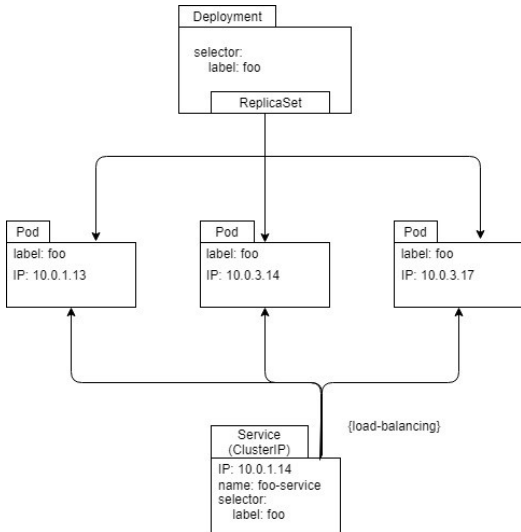 Deployment
selector:
label: foo
ReplicaSet
Pod
label: foo
IP: 10.0.1.13
Pod
label: foo
IP: 10.0.3.14
Pod
label: foo
IP: 10.0.3.17
{load-balancing}
Service
(ClusterIP)
IP: 10.0.1.14
name: foo-service
selector:
label: foo